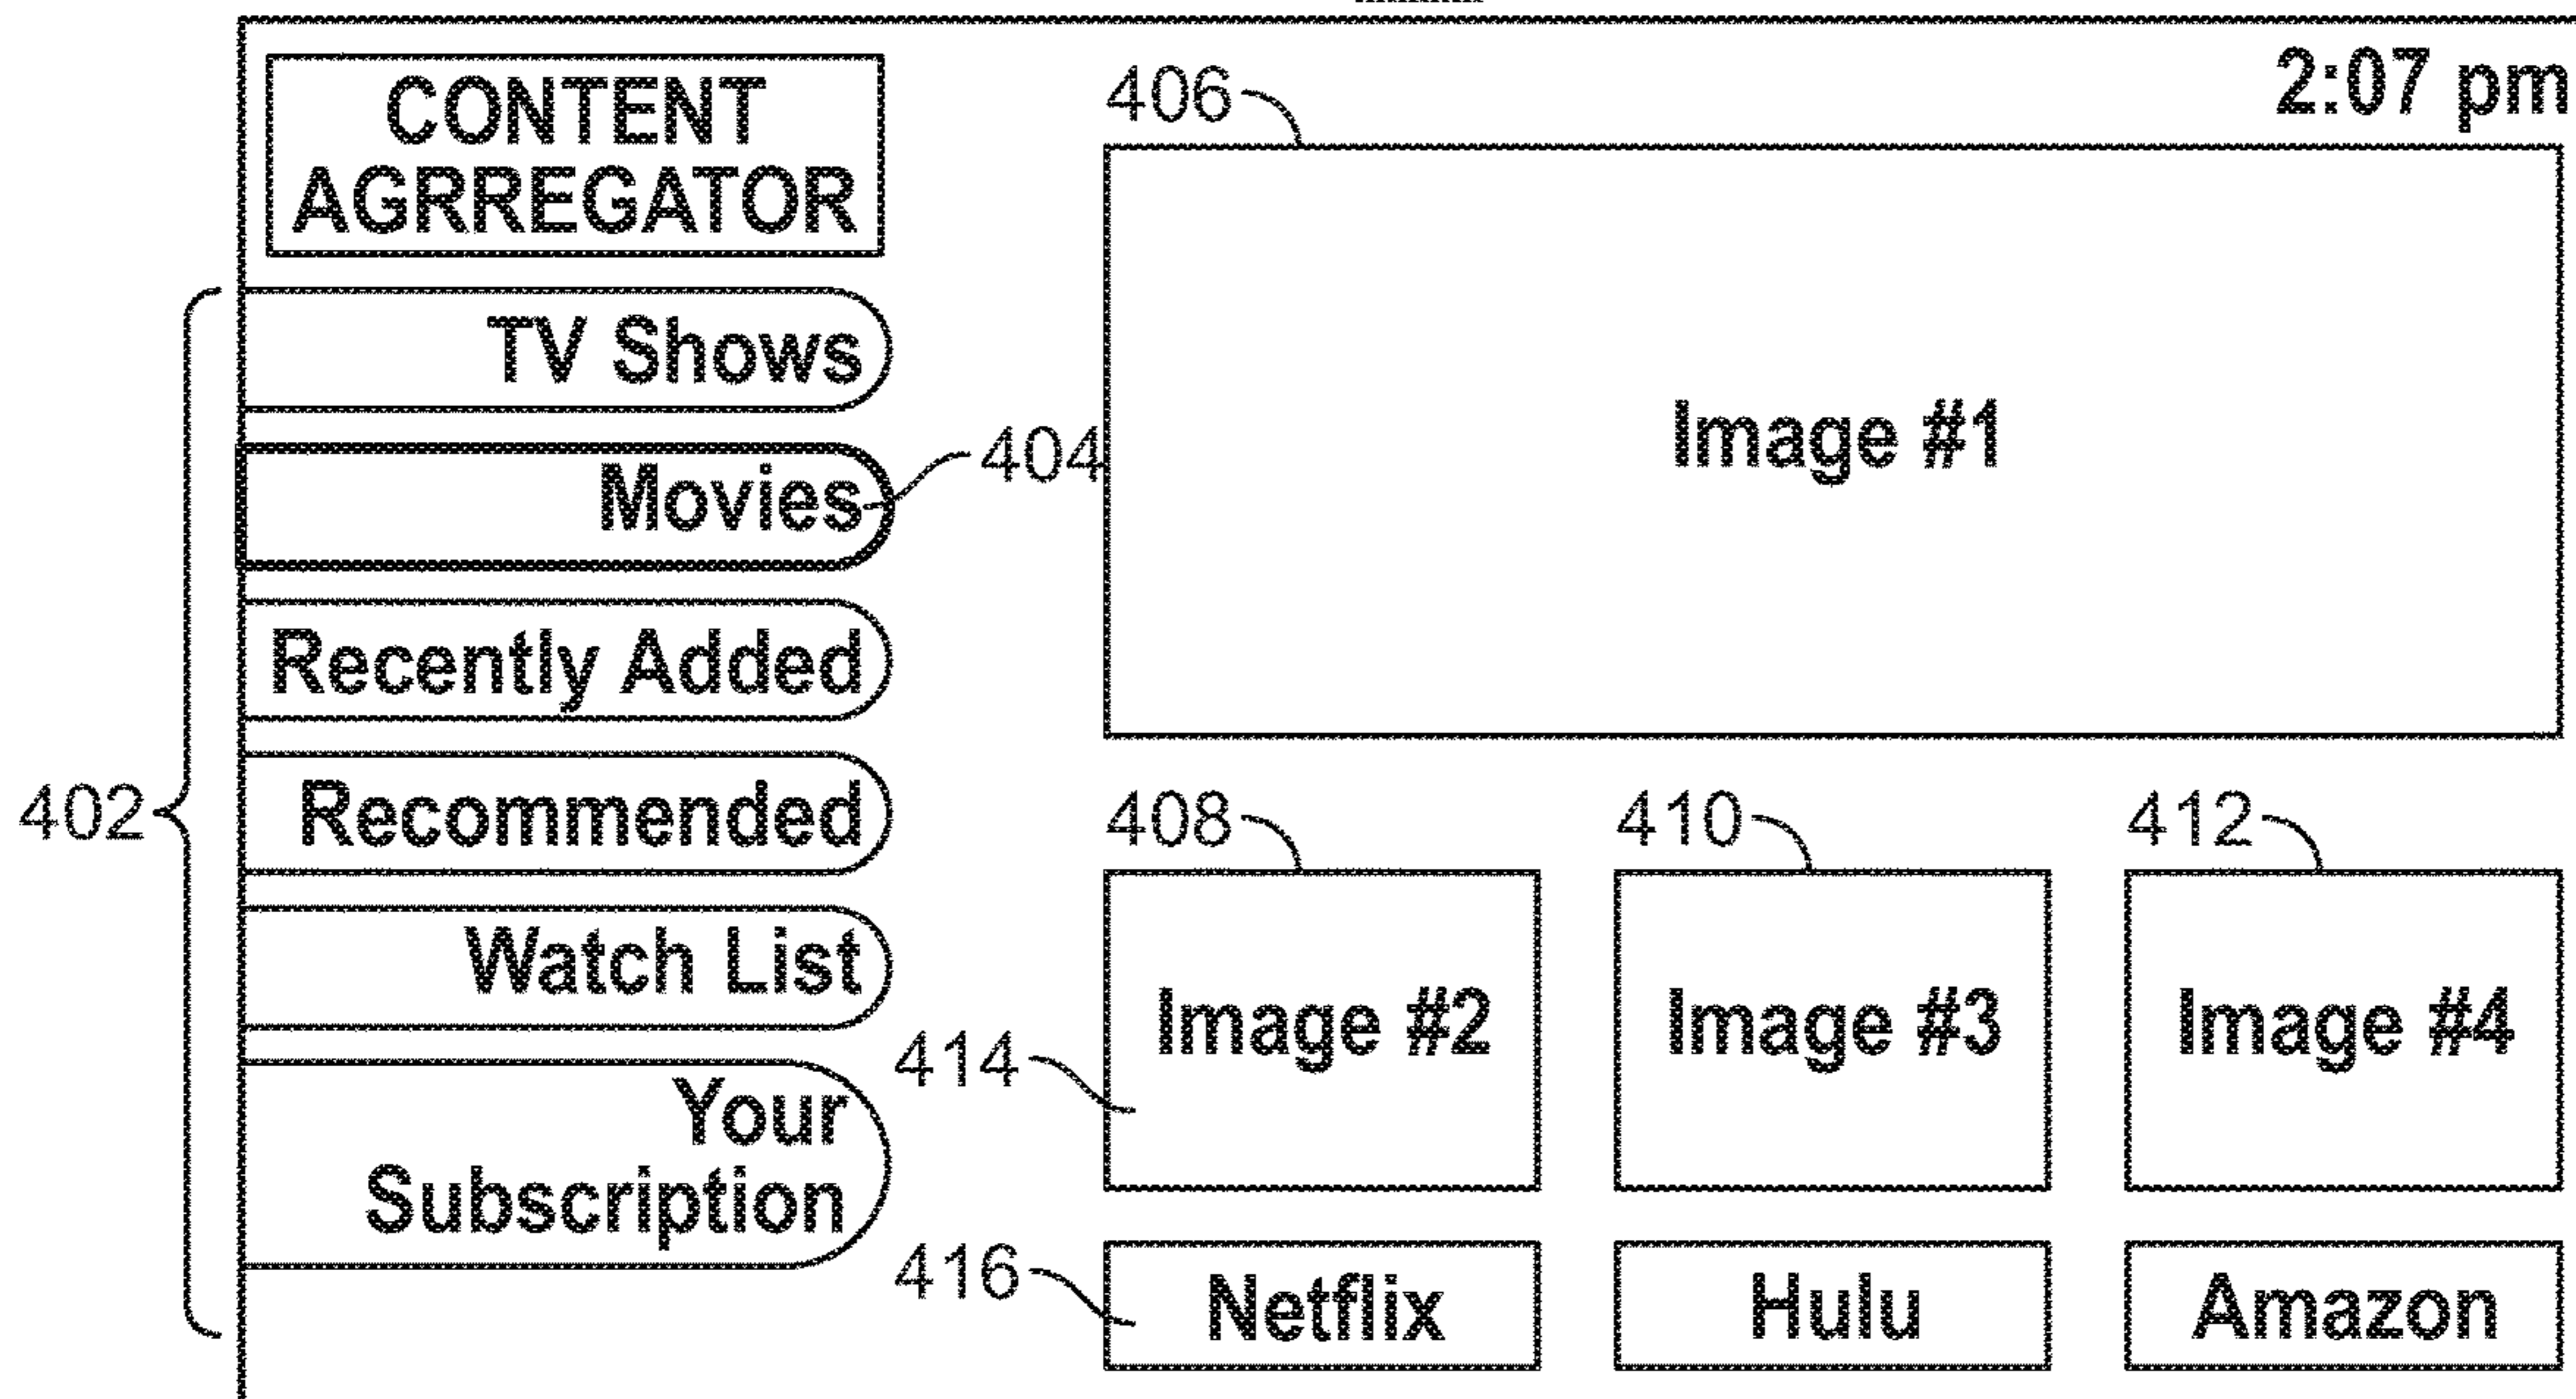 2:07 pm
CONTENT
AGRREGATOR
406
TV Shows
Movies
404
Image #1
Recently Added
Recommended
402
408
410
412
Watch List
Image #2
Image #3
Image #4
414
Your
Subscription
416
Netflix
Hulu
Amazon